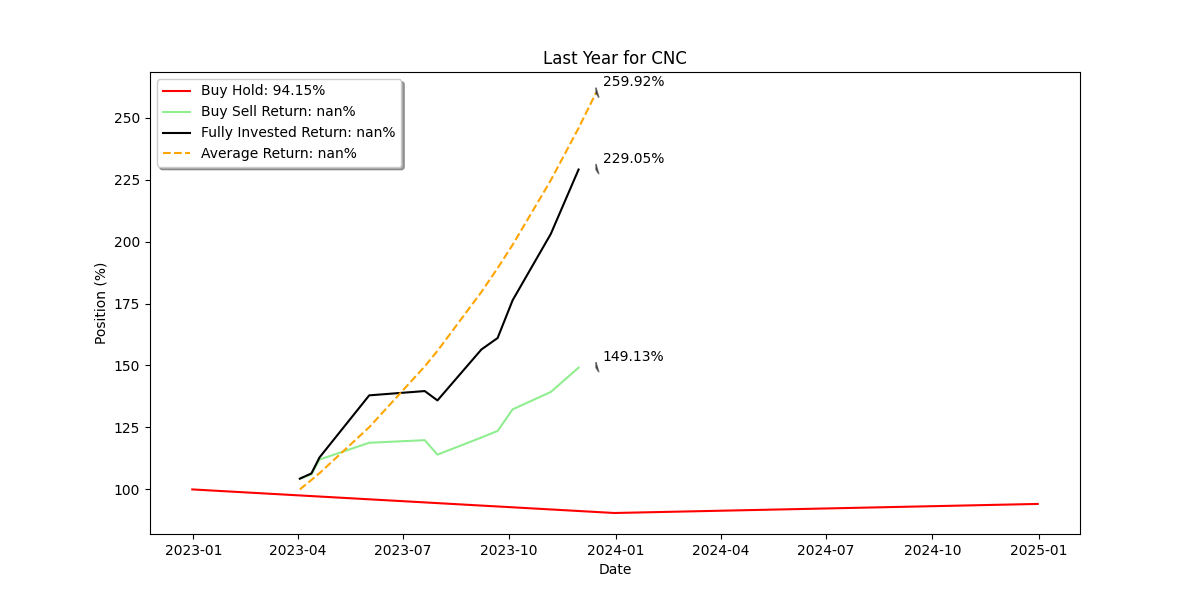 Last Year for CNC
259.92%
Buy Hold: 94.15%
Buy Sell Return: nan%
Fully Invested Return: nan%
Average Return: nan%
250
229.05%
225
200
Position (%)
175
149.13%
150
125
100
2023-01 2023-04 2023-07 2023-10 2024-01 2024-04 2024-07 2024-10 2025-01
Date